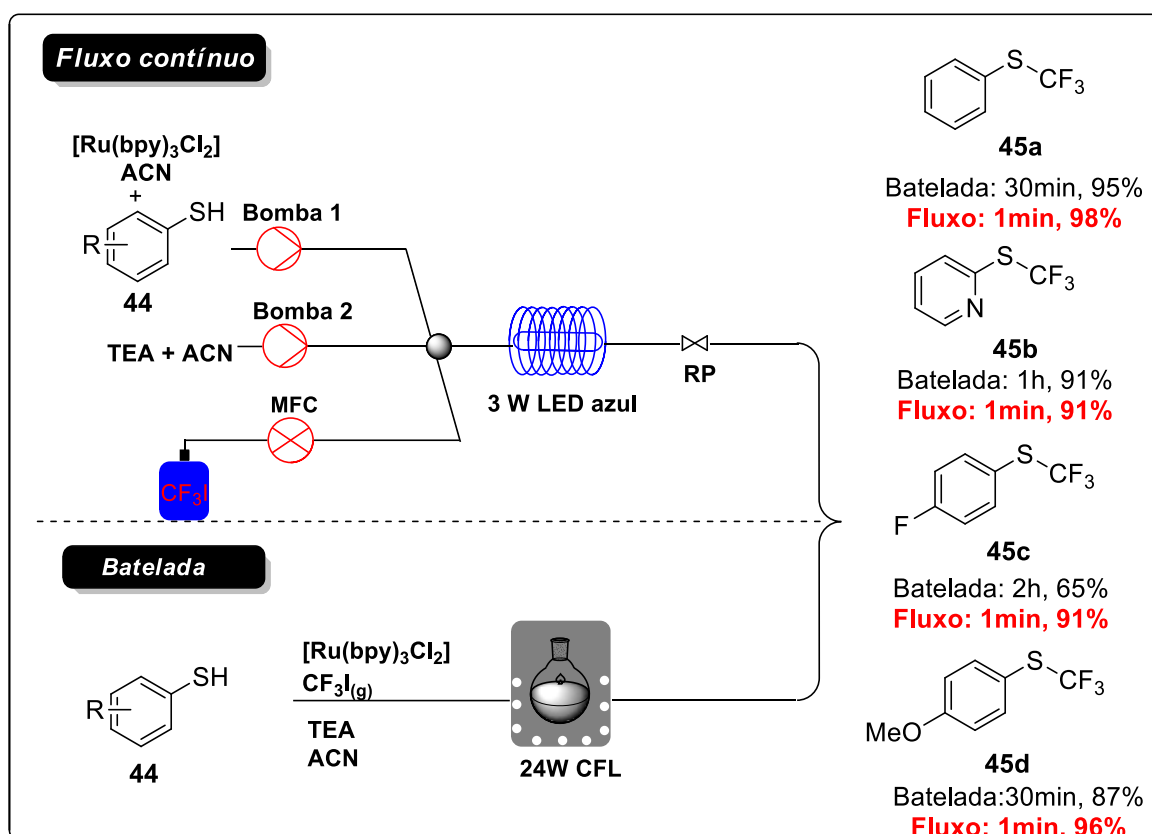 Fluxo contínuo
[Ru(bpy)₃Cl₂]
ACN
+
SH
R
44
Bomba 1
Bomba 2
TEA + ACN
MFC
CF₃I
3 W LED azul
RP
Batelada
SH
R
44
[Ru(bpy)₃Cl₂]
CF₃I(g)
TEA
ACN
24W CFL
S
CF₃
45a
Batelada: 30min, 95%
Fluxo: 1min, 98%
S
CF₃
N
45b
Batelada: 1h, 91%
Fluxo: 1min, 91%
S
CF₃
F
45c
Batelada: 2h, 65%
Fluxo: 1min, 91%
S
CF₃
MeO
45d
Batelada:30min, 87%
Fluxo: 1min, 96%